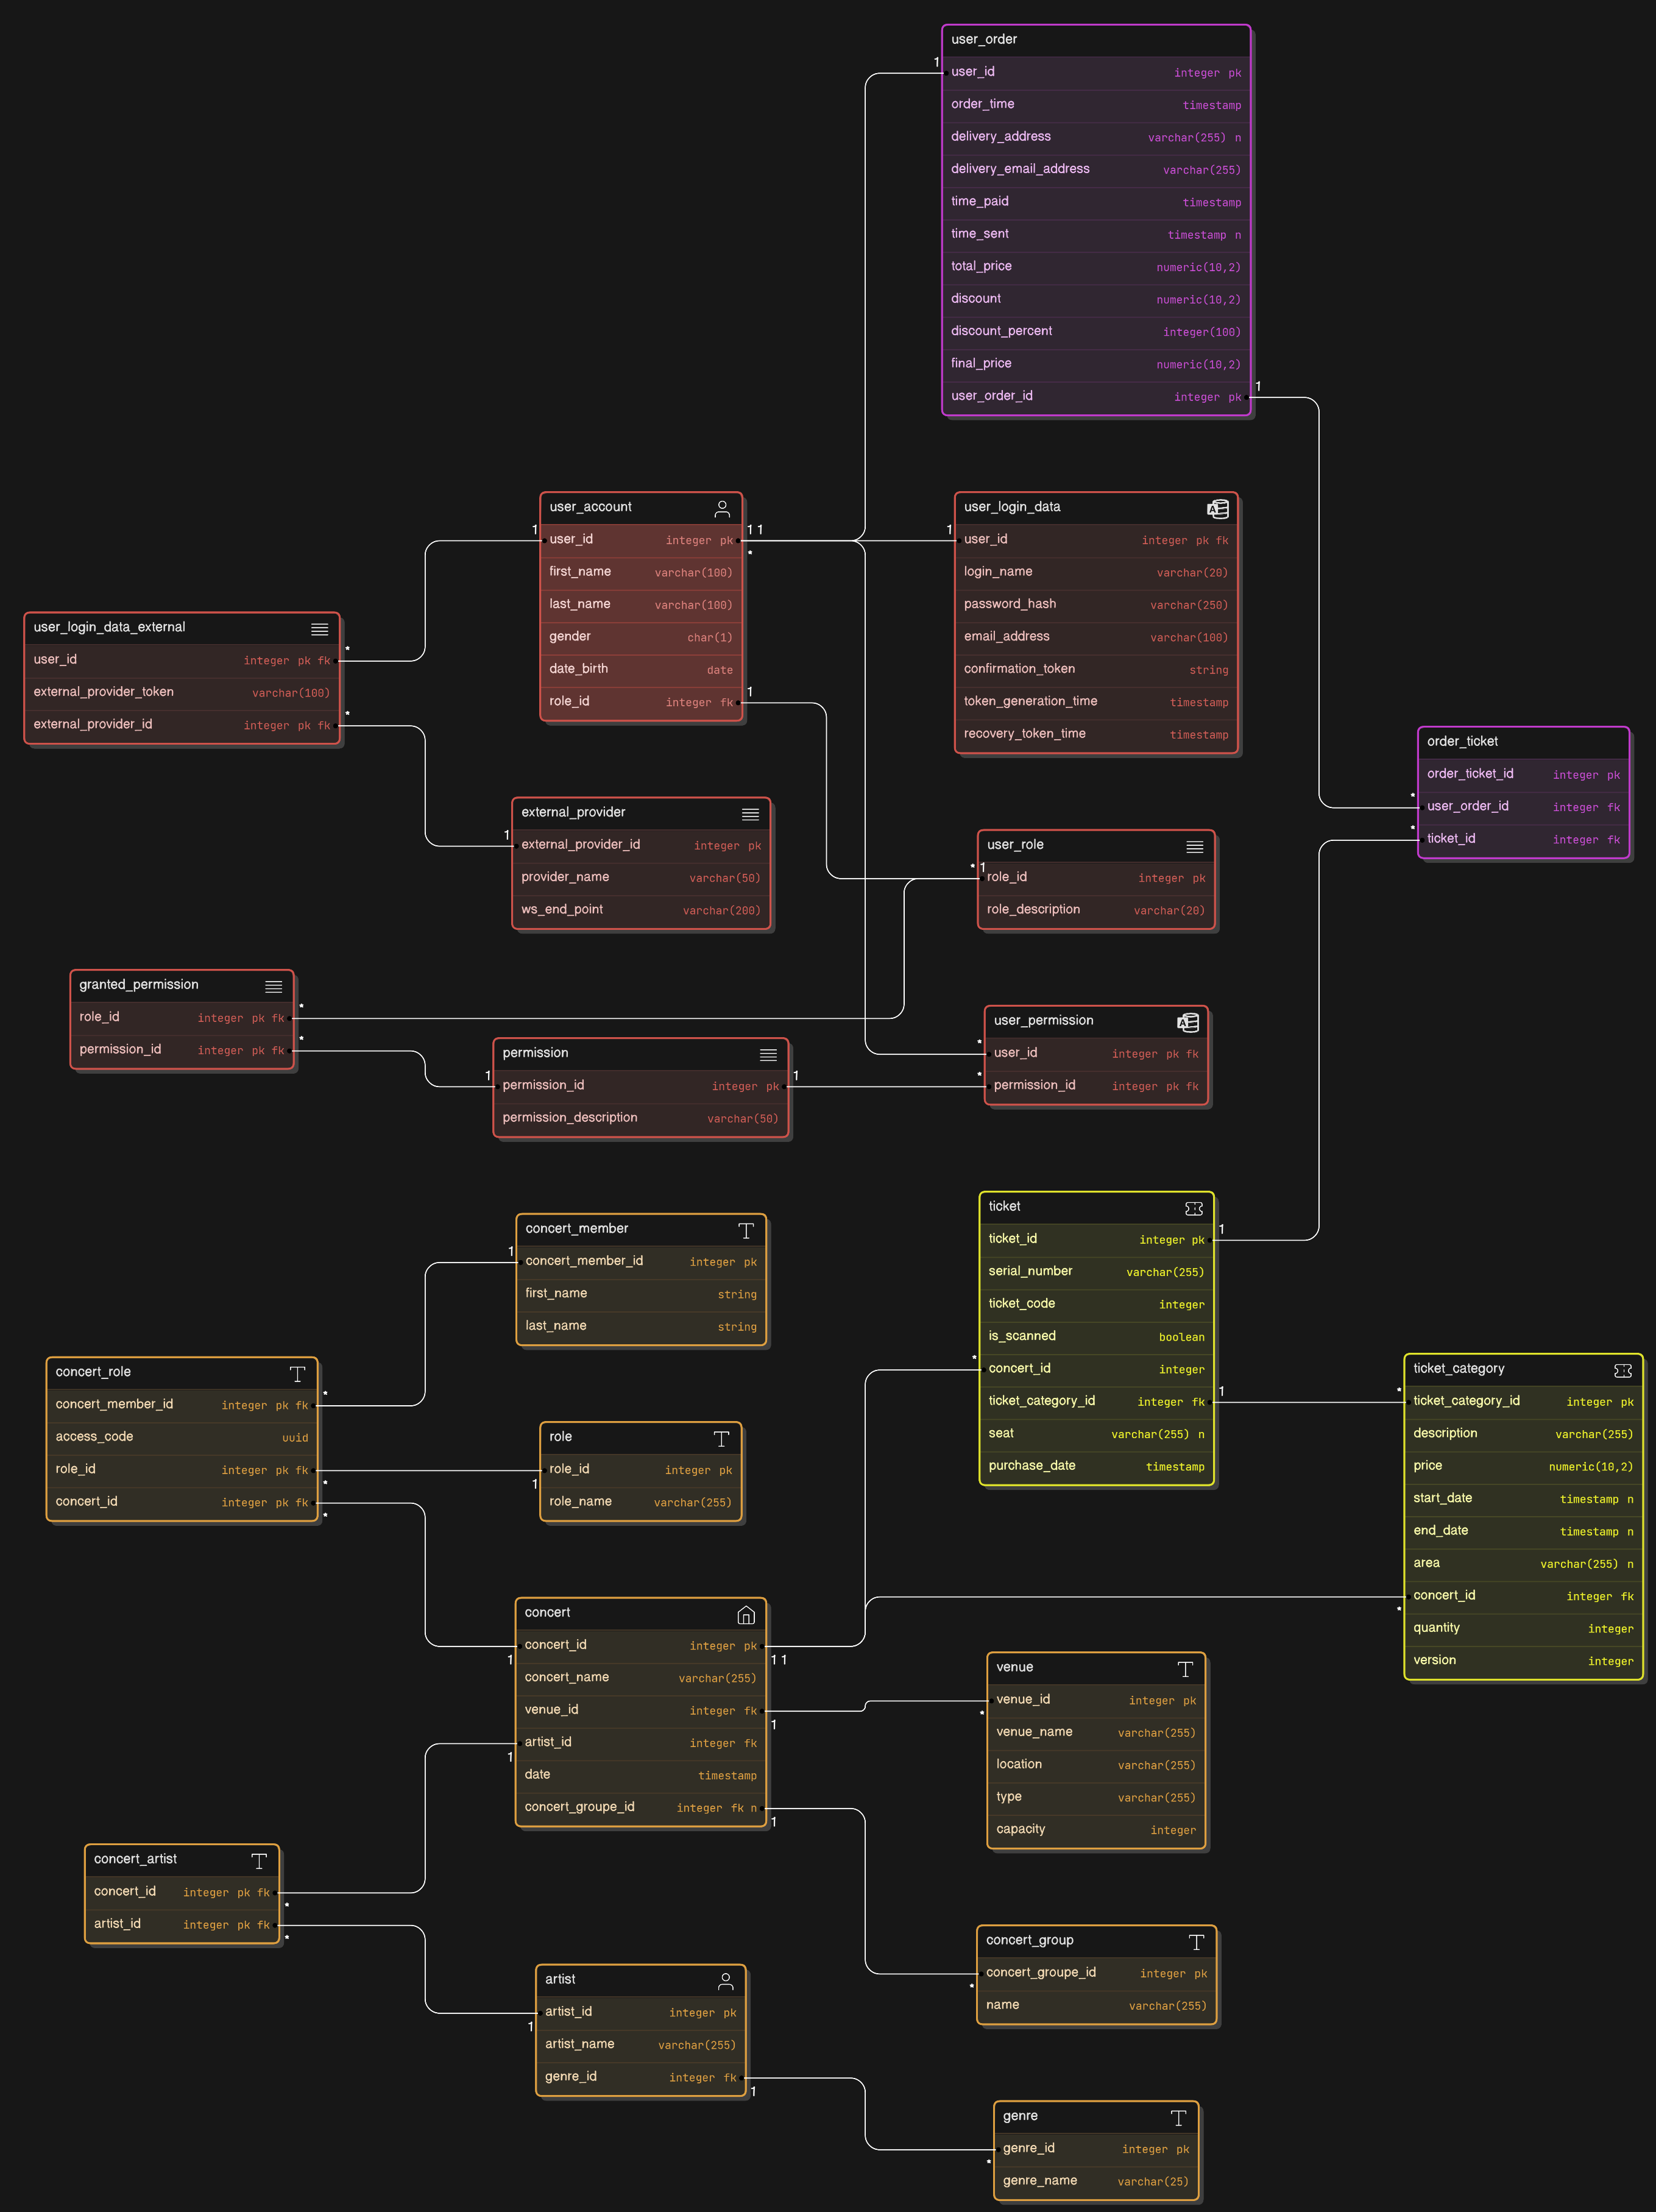 user_order
user_id integer pk
order_time timestamp
delivery_address varchar(255) n
delivery_email_address varchar(255)
time_paid timestamp
time_sent timestamp n
total_price numeric(10,2)
discount numeric(10,2)
discount_percent integer(100)
final_price numeric(10,2)
user_order_id integer pk
1
1
user_account
user_id integer pk
first_name varchar(100)
last_name varchar(100)
gender char(1)
date_birth date
role_id integer fk
1
1 1
*
1
user_login_data
user_id integer pk fk
login_name varchar(20)
password_hash varchar(250)
email_address varchar(100)
confirmation_token string
token_generation_time timestamp
recovery_token_time timestamp
1
user_login_data_external
user_id integer pk fk
external_provider_token varchar(100)
external_provider_id integer pk fk
*
*
order_ticket
order_ticket_id integer pk
user_order_id integer fk
ticket_id integer fk
*
*
external_provider
external_provider_id integer pk
provider_name varchar(50)
ws_end_point varchar(200)
1
user_role
role_id integer pk
role_description varchar(20)
* 1
granted_permission
role_id integer pk fk
permission_id integer pk fk
*
*
permission
permission_id integer pk
permission_description varchar(50)
1
1
user_permission
user_id integer pk fk
permission_id integer pk fk
*
*
ticket
ticket_id integer pk
serial_number varchar(255)
ticket_code integer
is_scanned boolean
concert_id integer
ticket_category_id integer fk
seat varchar(255) n
purchase_date timestamp
1
*
1
concert_member
concert_member_id integer pk
first_name string
last_name string
1
concert_role
concert_member_id integer pk fk
access_code uuid
role_id integer pk fk
concert_id integer pk fk
*
*
*
role
role_id integer pk
role_name varchar(255)
1
ticket_category
ticket_category_id integer pk
description varchar(255)
price numeric(10,2)
start_date timestamp n
end_date timestamp n
area varchar(255) n
concert_id integer fk
quantity integer
version integer
*
*
concert
concert_id integer pk
concert_name varchar(255)
venue_id integer fk
artist_id integer fk
date timestamp
concert_groupe_id integer fk n
1
1 1
1
1
1
venue
venue_id integer pk
venue_name varchar(255)
location varchar(255)
type varchar(255)
capacity integer
*
concert_artist
concert_id integer pk fk
artist_id integer pk fk
*
*
concert_group
concert_groupe_id integer pk
name varchar(255)
*
artist
artist_id integer pk
artist_name varchar(255)
genre_id integer fk
1
1
genre
genre_id integer pk
genre_name varchar(25)
*